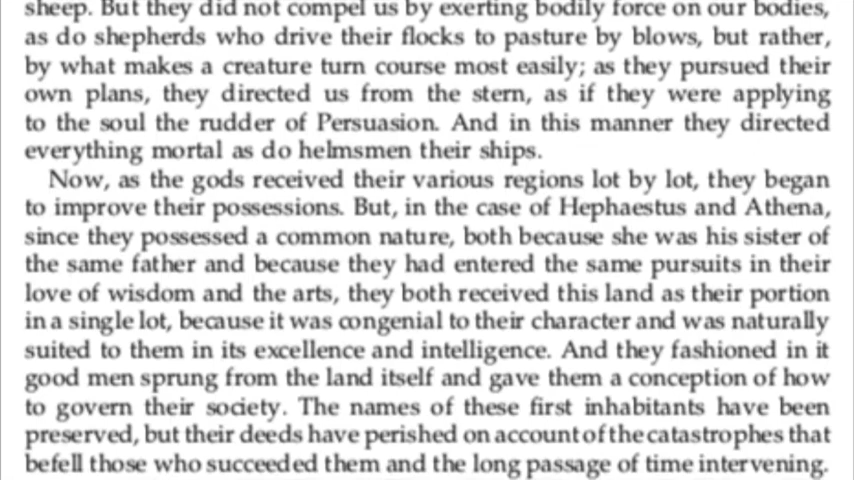 sheep. But they did not compel us by exerting bodily force on our bodies,
as do shepherds who drive their flocks to pasture by blows, but rather,
by what makes a creature turn course most easily; as they pursued their
own plans, they directed us from the stern, as if they were applying
to the soul the rudder of Persuasion. And in this manner they directed
everything mortal as do helmsmen their ships.
Now, as the gods received their various regions lot by lot, they began
to improve their possessions. But, in the case of Hephaestus and Athena,
since they possessed a common nature, both because she was his sister of
the same father and because they had entered the same pursuits in their
love of wisdom and the arts, they both received this land as their portion
in a single lot, because it was congenial to their character and was naturally
suited to them in its excellence and intelligence. And they fashioned in it
good men sprung from the land itself and gave them a conception of how
to govern their society. The names of these first inhabitants have been
preserved, but their deeds have perished on account of the catastrophes that
befell those who succeeded them and the long passage of time intervening.